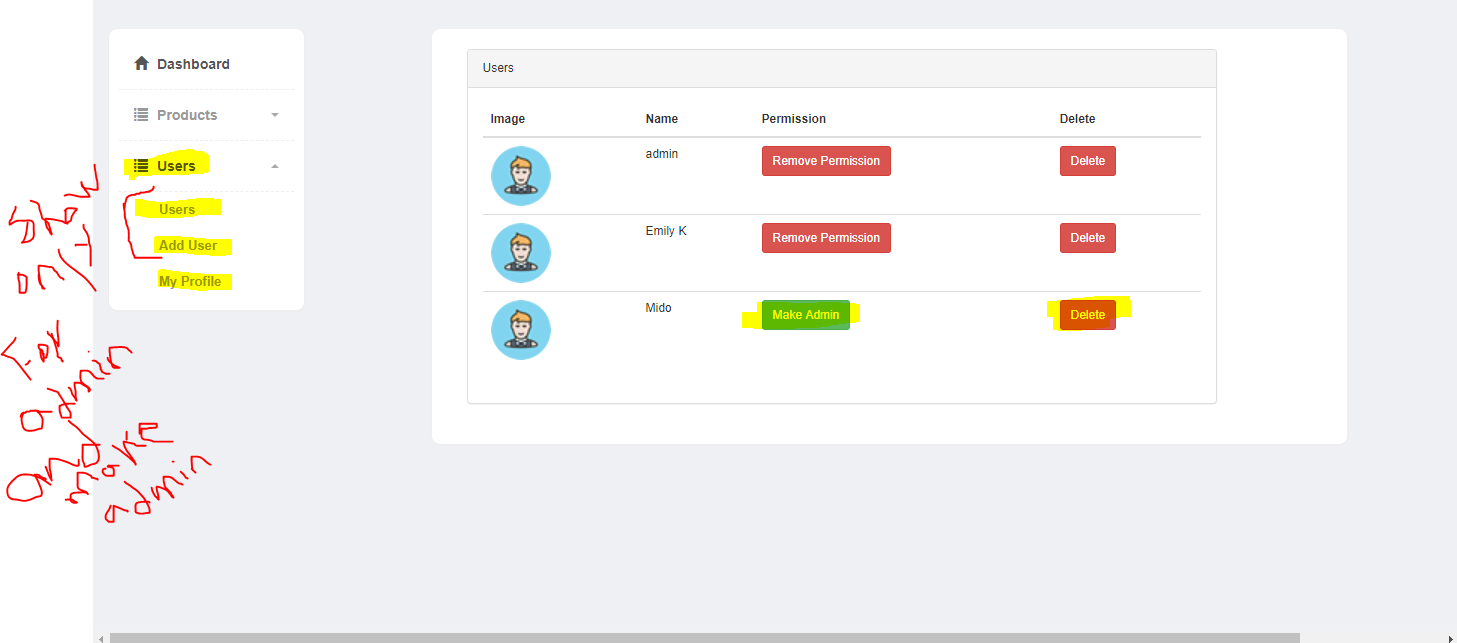 Dashboard
Products
Users
Users
Add User
My Profile
show
only
for
admin
and
make
admin
Users
Image Name Permission Delete
admin Remove Permission Delete
Emily K Remove Permission Delete
Mido Make Admin Delete